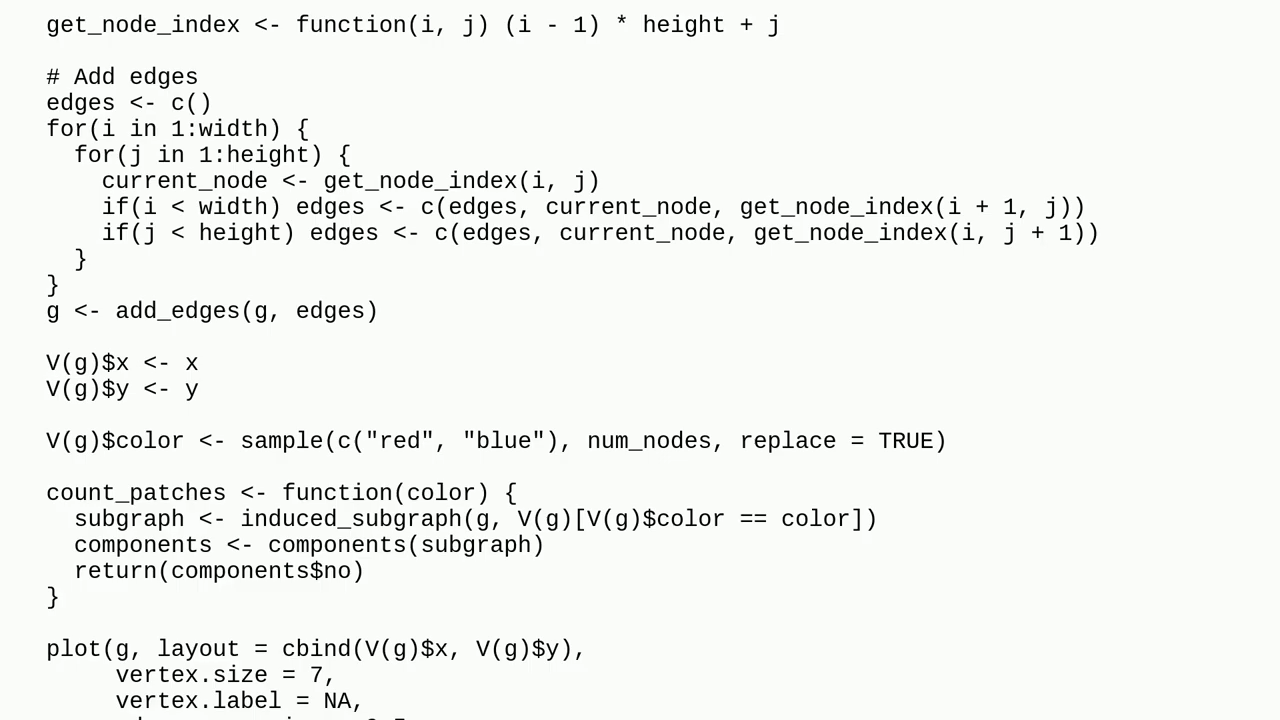 get_node_index <- function(i, j) (i - 1) * height + j
# Add edges
edges <- c()
for(i in 1:width) {
  for(j in 1:height) {
    current_node <- get_node_index(i, j)
    if(i < width) edges <- c(edges, current_node, get_node_index(i + 1, j))
    if(j < height) edges <- c(edges, current_node, get_node_index(i, j + 1))
  }
}
g <- add_edges(g, edges)
V(g)$x <- x
V(g)$y <- y
V(g)$color <- sample(c("red", "blue"), num_nodes, replace = TRUE)
count_patches <- function(color) {
  subgraph <- induced_subgraph(g, V(g)[V(g)$color == color])
  components <- components(subgraph)
  return(components$no)
}
plot(g, layout = cbind(V(g)$x, V(g)$y),
     vertex.size = 7,
     vertex.label = NA,